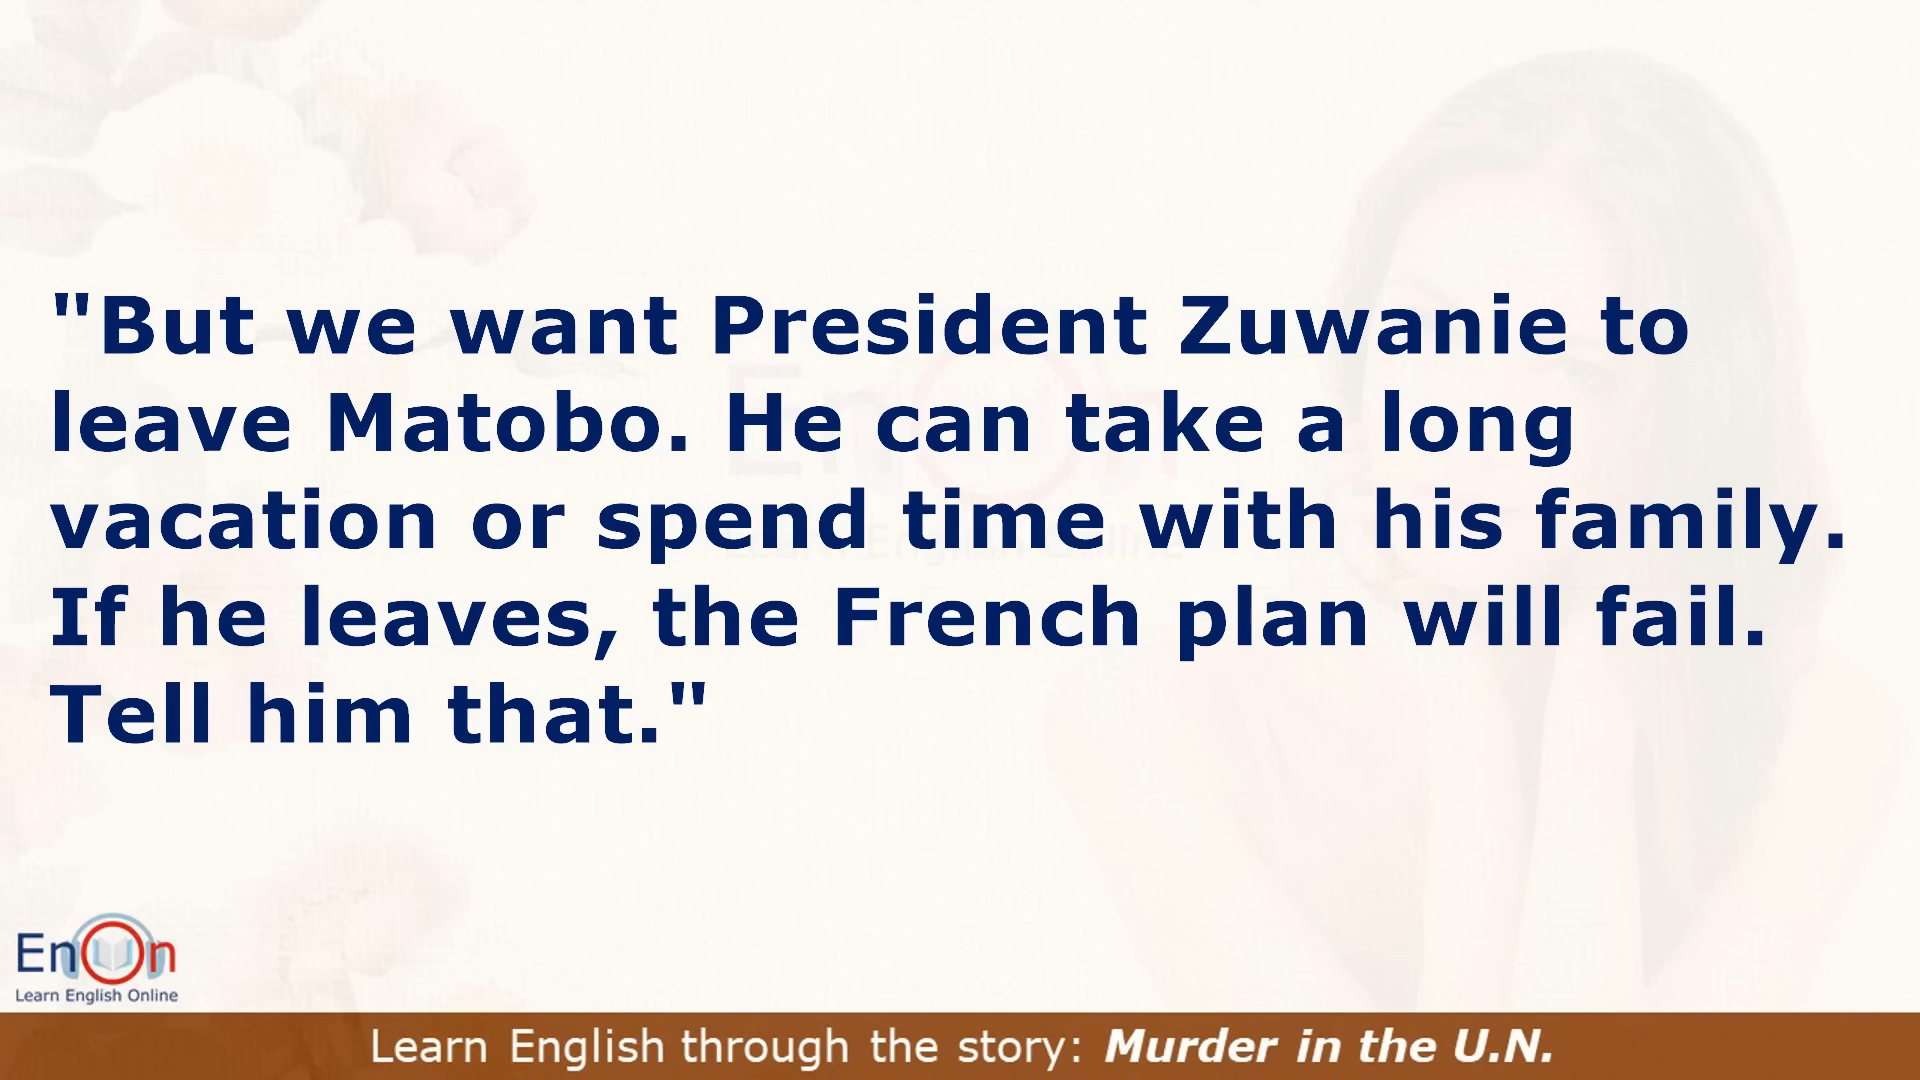 "But we want President Zuwanie to
leave Matobo. He can take a long
vacation or spend time with his family.
If he leaves, the French plan will fail.
Tell him that."
EnOn
Learn English Online
Learn English through the story: Murder in the U.N.